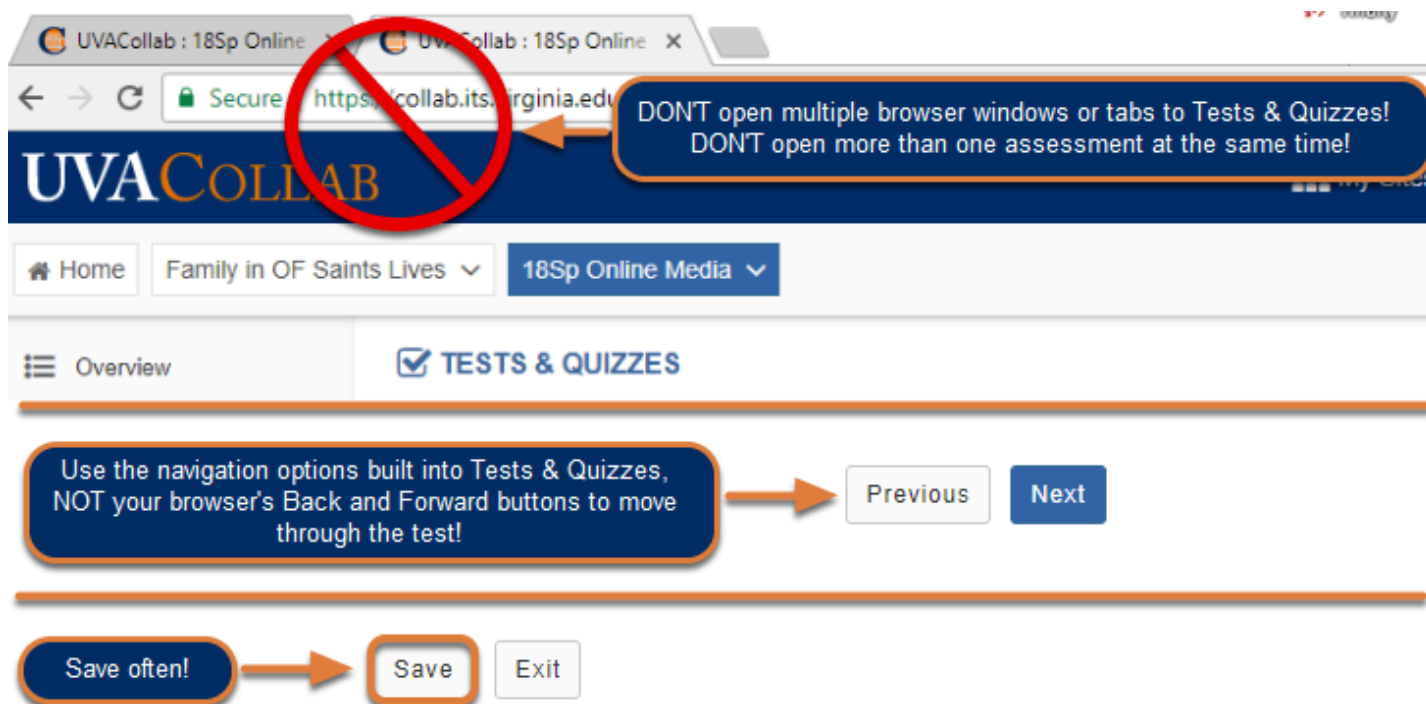 UVACollab : 18Sp Online
UVACollab : 18Sp Online
Secure https://collab.its.virginia.edu
DON'T open multiple browser windows or tabs to Tests & Quizzes!
DON'T open more than one assessment at the same time!
UVACOLLAB
My Sites
Home
Family in OF Saints Lives
18Sp Online Media
Overview
TESTS & QUIZZES
Use the navigation options built into Tests & Quizzes,
NOT your browser's Back and Forward buttons to move
through the test!
Previous
Next
Save often!
Save
Exit